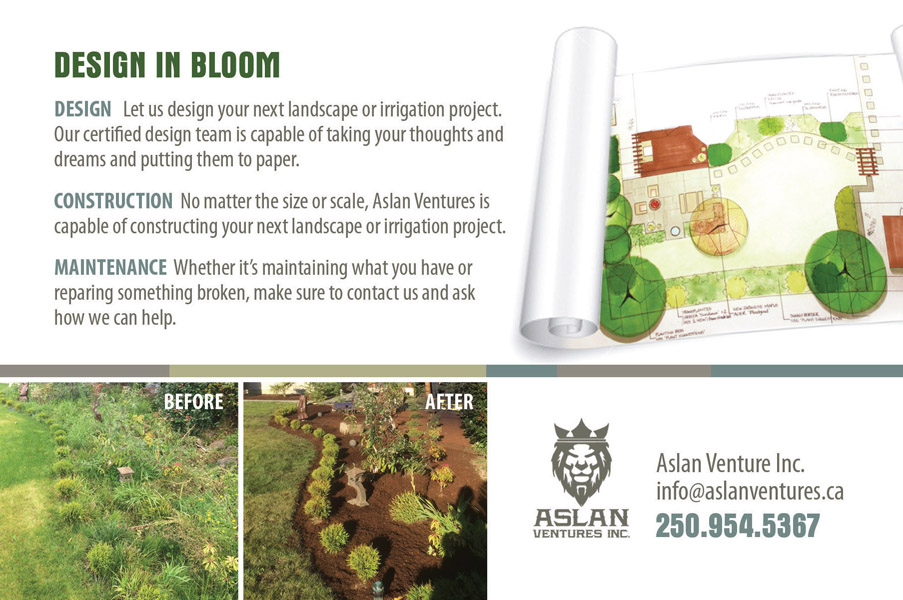 DESIGN IN BLOOM
DESIGN Let us design your next landscape or irrigation project.
Our certified design team is capable of taking your thoughts and
dreams and putting them to paper.
CONSTRUCTION No matter the size or scale, Aslan Ventures is
capable of constructing your next landscape or irrigation project.
MAINTENANCE Whether it's maintaining what you have or
reparing something broken, make sure to contact us and ask
how we can help.
BEFORE
AFTER
ASLAN
VENTURES INC.
Aslan Venture Inc.
info@aslanventures.ca
250.954.5367